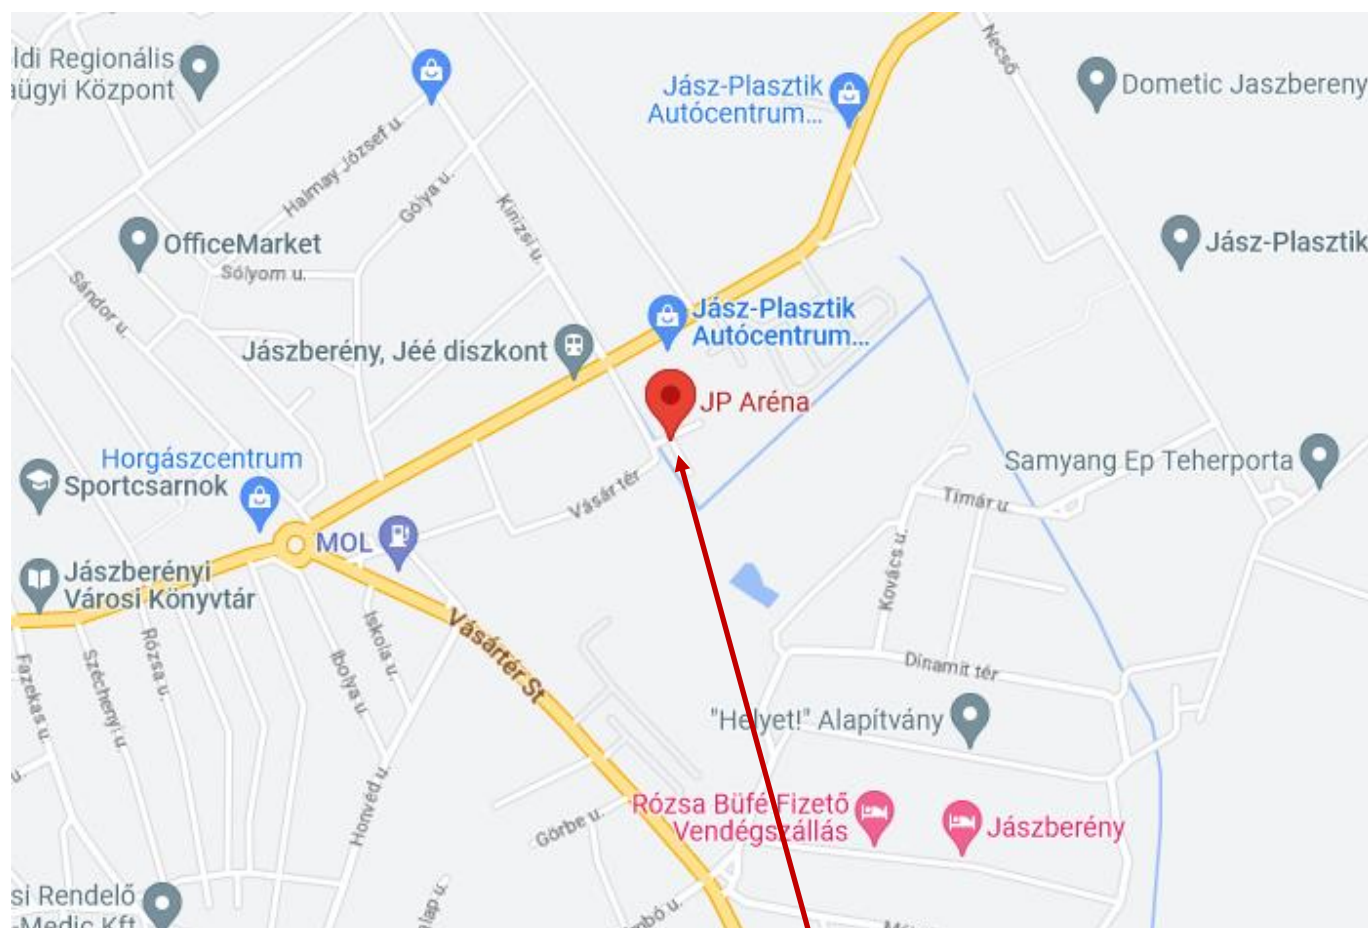 ldi Regionális
Központ
Halmay József u.
Gólya u.
Kinizsi u.
Jász-Plasztik
Autócentrum...
Necső
Dometic Jaszbereny
OfficeMarket
Sólyom u.
Sándor u.
Jász-Plasztik
Jász-Plasztik
Autócentrum...
Jászberény, Jéé diszkont
JP Aréna
Horgászcentrum
Sportcsarnok
Vásár tér
Samyang Ep Teherporta
Tímár u.
MOL
Jászberényi
Városi Könyvtár
Kovács u.
Vásártér St
Iskola u.
Ibolya u.
Rózsa u.
Széchenyi u.
Fazekas u.
Dinamit tér
"Helyet!" Alapítvány
Honvéd u.
Görbe u.
Rózsa Büfé Fizető
Vendégszállás
Jászberény
si Rendelő
-Medic Kft